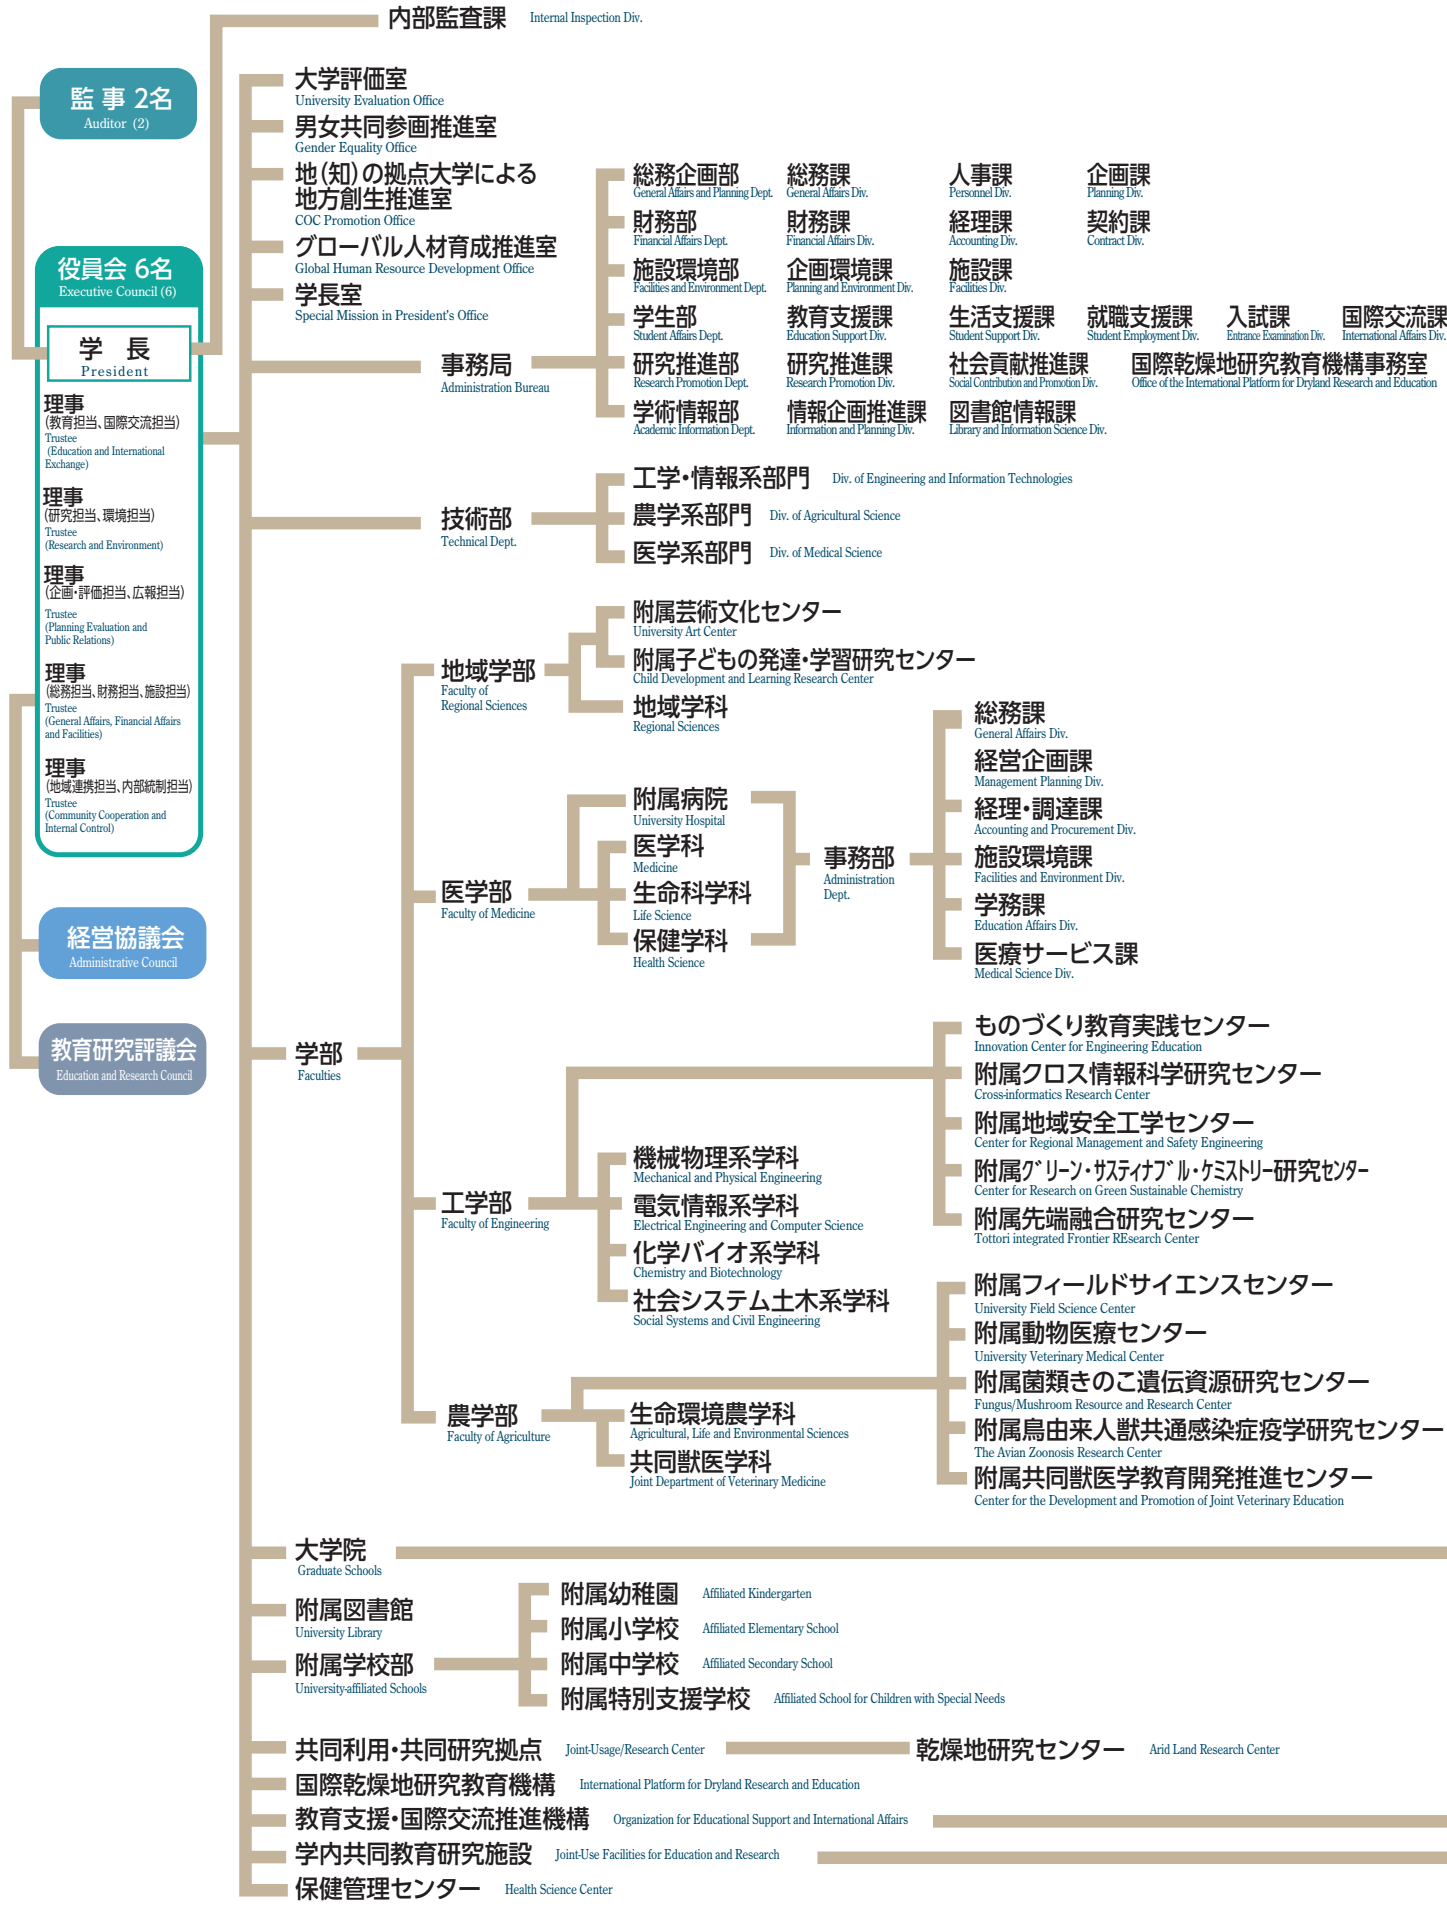 内部監査課 Internal Inspection Div.
監 事 2名
Auditor (2)
役員会 6名
Executive Council (6)
学 長
President
理事
(教育担当、国際交流担当)
Trustee
(Education and International
Exchange)
理事
(研究担当、環境担当)
Trustee
(Research and Environment)
理事
(企画・評価担当、広報担当)
Trustee
(Planning Evaluation and
Public Relations)
理事
(総務担当、財務担当、施設担当)
Trustee
(General Affairs, Financial Affairs
and Facilities)
理事
(地域連携担当、内部統制担当)
Trustee
(Community Cooperation and
Internal Control)
経営協議会
Administrative Council
教育研究評議会
Education and Research Council
大学評価室
University Evaluation Office
男女共同参画推進室
Gender Equality Office
地(知)の拠点大学による
地方創生推進室
COC Promotion Office
グローバル人材育成推進室
Global Human Resource Development Office
学長室
Special Mission in President's Office
事務局
Administration Bureau
総務企画部 総務課 人事課 企画課
General Affairs and Planning Dept. General Affairs Div. Personnel Div. Planning Div.
財務部 財務課 経理課 契約課
Financial Affairs Dept. Financial Affairs Div. Accounting Div. Contract Div.
施設環境部 企画環境課 施設課
Facilities and Environment Dept. Planning and Environment Div. Facilities Div.
学生部 教育支援課 生活支援課 就職支援課 入試課 国際交流課
Student Affairs Dept. Education Support Div. Student Support Div. Student Employment Div. Entrance Examination Div. International Affairs Div.
研究推進部 研究推進課 社会貢献推進課 国際乾燥地研究教育機構事務室
Research Promotion Dept. Research Promotion Div. Social Contribution and Promotion Div. Office of the International Platform for Dryland Research and Education
学術情報部 情報企画推進課 図書館情報課
Academic Information Dept. Information and Planning Div. Library and Information Science Div.
技術部
Technical Dept.
工学・情報系部門 Div. of Engineering and Information Technologies
農学系部門 Div. of Agricultural Science
医学系部門 Div. of Medical Science
学部
Faculties
地域学部
Faculty of
Regional Sciences
附属芸術文化センター
University Art Center
附属子どもの発達・学習研究センター
Child Development and Learning Research Center
地域学科
Regional Sciences
医学部
Faculty of Medicine
附属病院
University Hospital
医学科
Medicine
生命科学科
Life Science
保健学科
Health Science
事務部
Administration
Dept.
総務課
General Affairs Div.
経営企画課
Management Planning Div.
経理・調達課
Accounting and Procurement Div.
施設環境課
Facilities and Environment Div.
学務課
Education Affairs Div.
医療サービス課
Medical Science Div.
工学部
Faculty of Engineering
ものづくり教育実践センター
Innovation Center for Engineering Education
附属クロス情報科学研究センター
Cross-informatics Research Center
附属地域安全工学センター
Center for Regional Management and Safety Engineering
附属グリーン・サスティナブル・ケミストリー研究センター
Center for Research on Green Sustainable Chemistry
附属先端融合研究センター
Tottori integrated Frontier REsearch Center
機械物理系学科
Mechanical and Physical Engineering
電気情報系学科
Electrical Engineering and Computer Science
化学バイオ系学科
Chemistry and Biotechnology
社会システム土木系学科
Social Systems and Civil Engineering
農学部
Faculty of Agriculture
附属フィールドサイエンスセンター
University Field Science Center
附属動物医療センター
University Veterinary Medical Center
附属菌類きのこ遺伝資源研究センター
Fungus/Mushroom Resource and Research Center
附属鳥由来人獣共通感染症疫学研究センター
The Avian Zoonosis Research Center
附属共同獣医学教育開発推進センター
Center for the Development and Promotion of Joint Veterinary Education
生命環境農学科
Agricultural, Life and Environmental Sciences
共同獣医学科
Joint Department of Veterinary Medicine
大学院
Graduate Schools
附属図書館
University Library
附属学校部
University-affiliated Schools
附属幼稚園 Affiliated Kindergarten
附属小学校 Affiliated Elementary School
附属中学校 Affiliated Secondary School
附属特別支援学校 Affiliated School for Children with Special Needs
共同利用・共同研究拠点 Joint-Usage/Research Center 乾燥地研究センター Arid Land Research Center
国際乾燥地研究教育機構 International Platform for Dryland Research and Education
教育支援・国際交流推進機構 Organization for Educational Support and International Affairs
学内共同教育研究施設 Joint-Use Facilities for Education and Research
保健管理センター Health Science Center